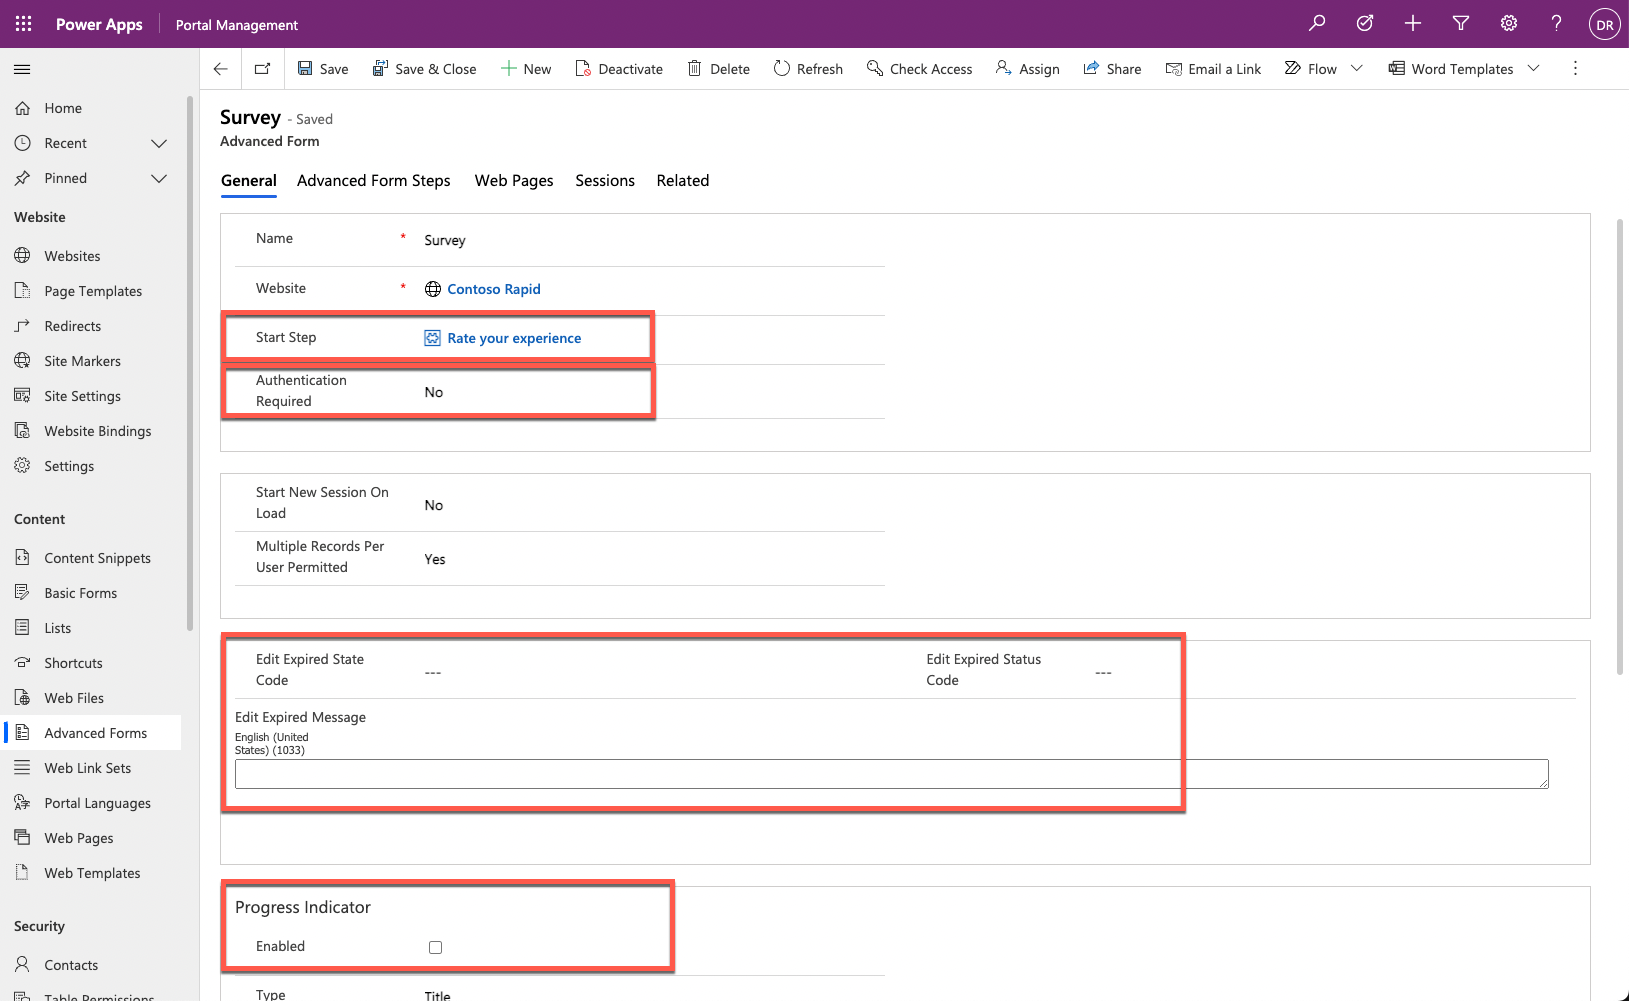 Power Apps
Portal Management
DR
Save
Save & Close
New
Deactivate
Delete
Refresh
Check Access
Assign
Share
Email a Link
Flow
Word Templates
Home
Recent
Pinned
Website
Websites
Page Templates
Redirects
Site Markers
Site Settings
Website Bindings
Settings
Content
Content Snippets
Basic Forms
Lists
Shortcuts
Web Files
Advanced Forms
Web Link Sets
Portal Languages
Web Pages
Web Templates
Security
Contacts
Table Permissions
Survey - Saved
Advanced Form
General
Advanced Form Steps
Web Pages
Sessions
Related
Name * Survey
Website * Contoso Rapid
Start Step Rate your experience
Authentication
Required
No
Start New Session On
Load
No
Multiple Records Per
User Permitted
Yes
Edit Expired State
Code
---
Edit Expired Status
Code
---
Edit Expired Message
English (United
States) (1033)
Progress Indicator
Enabled
Type Title